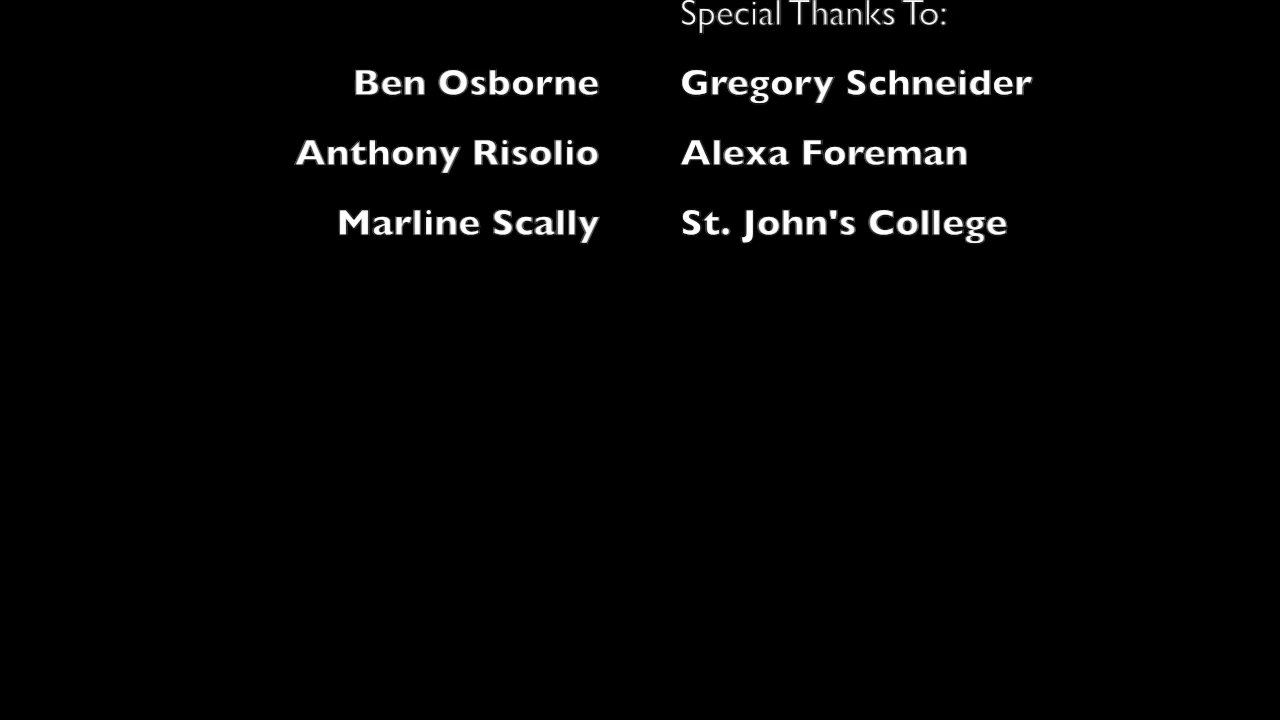 Special Thanks To:
Ben Osborne Gregory Schneider
Anthony Risolio Alexa Foreman
Marline Scally St. John's College